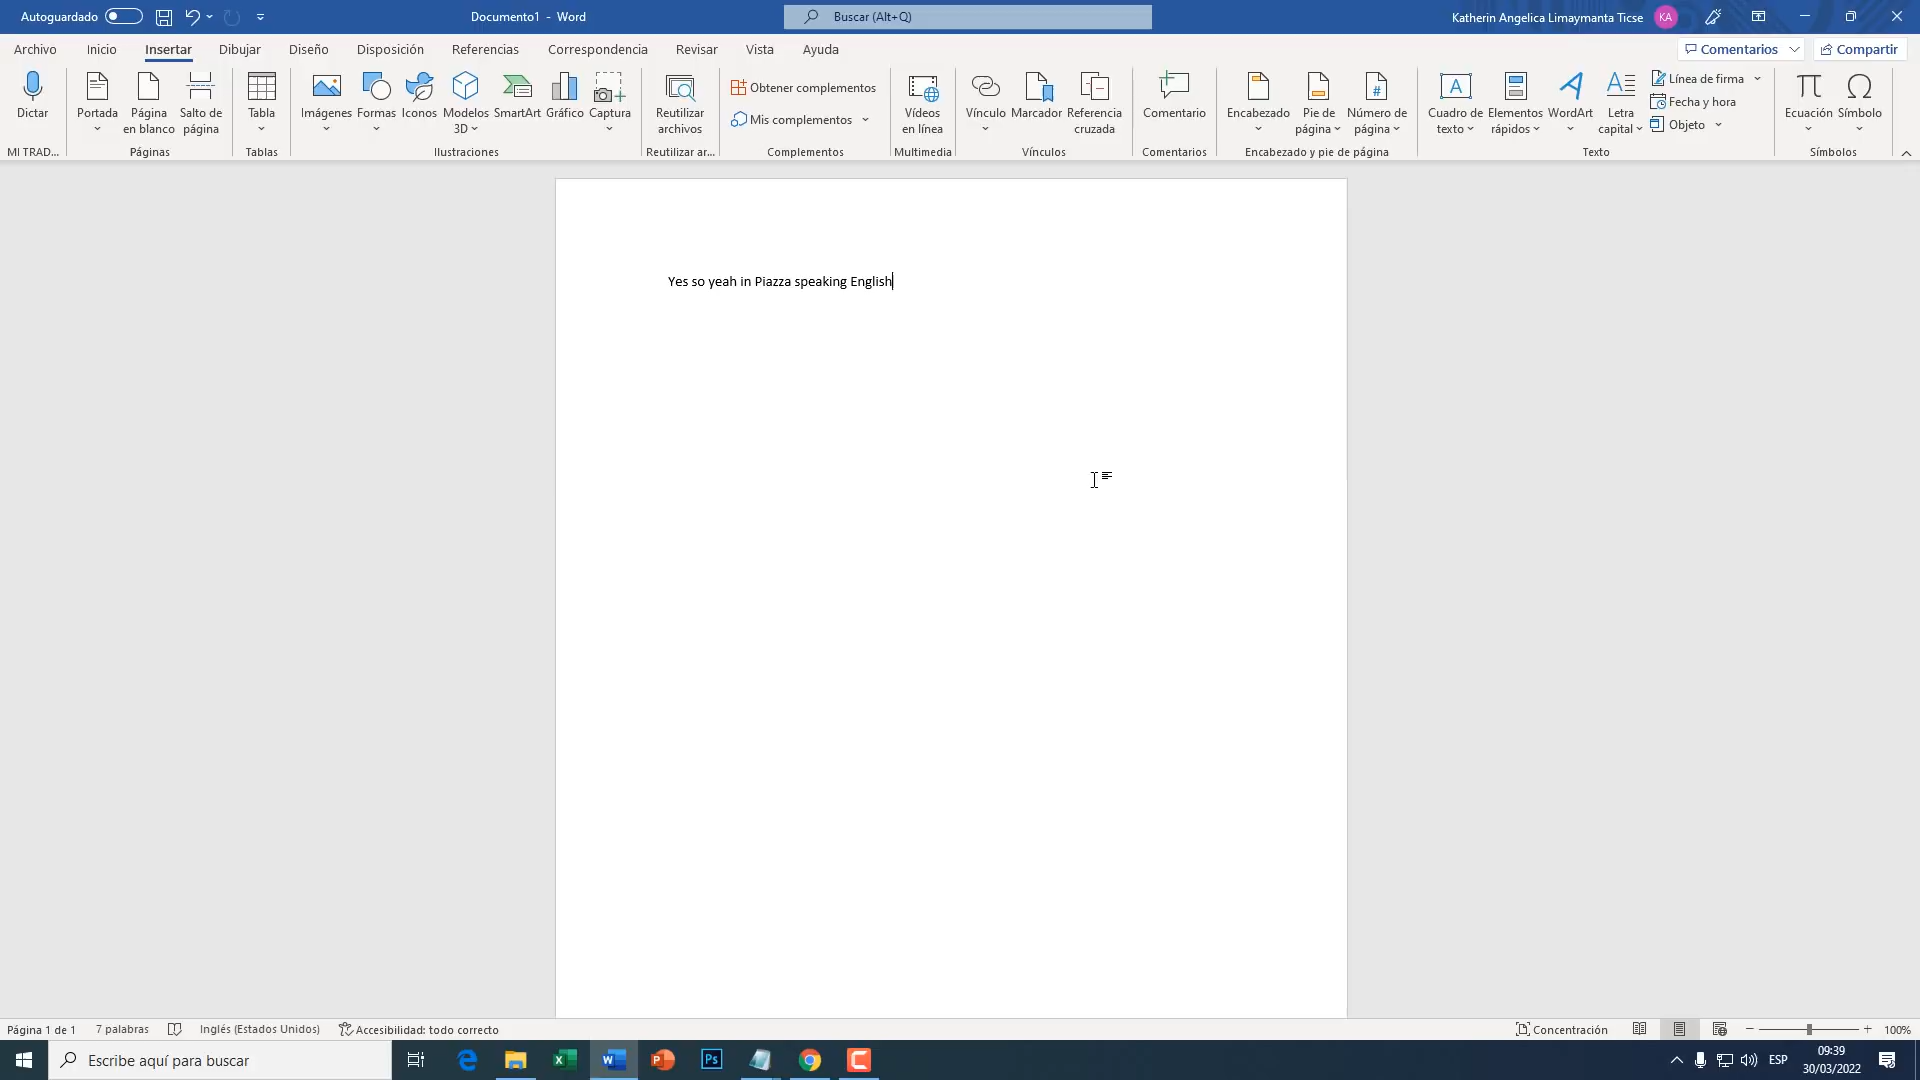 Autoguardado
Documento1 - Word
Buscar (Alt+Q)
Katherin Angelica Limaymanta Ticse
KA
Archivo
Inicio
Insertar
Dibujar
Diseño
Disposición
Referencias
Correspondencia
Revisar
Vista
Ayuda
Comentarios
Compartir
Dictar
Portada
Página en blanco
Salto de página
Tabla
Imágenes
Formas
Iconos
Modelos 3D
SmartArt
Gráfico
Captura
Reutilizar archivos
Obtener complementos
Mis complementos
Vídeos en línea
Vínculo
Marcador
Referencia cruzada
Comentario
Encabezado
Pie de página
Número de página
Cuadro de texto
Elementos rápidos
WordArt
Letra capital
Línea de firma
Fecha y hora
Objeto
Ecuación
Símbolo
MI TRAD...
Páginas
Tablas
Ilustraciones
Reutilizar ar...
Complementos
Multimedia
Vínculos
Comentarios
Encabezado y pie de página
Texto
Símbolos
Yes so yeah in Piazza speaking English
Página 1 de 1
7 palabras
Inglés (Estados Unidos)
Accesibilidad: todo correcto
Concentración
100%
Escribe aquí para buscar
Ps
ESP
09:39
30/03/2022